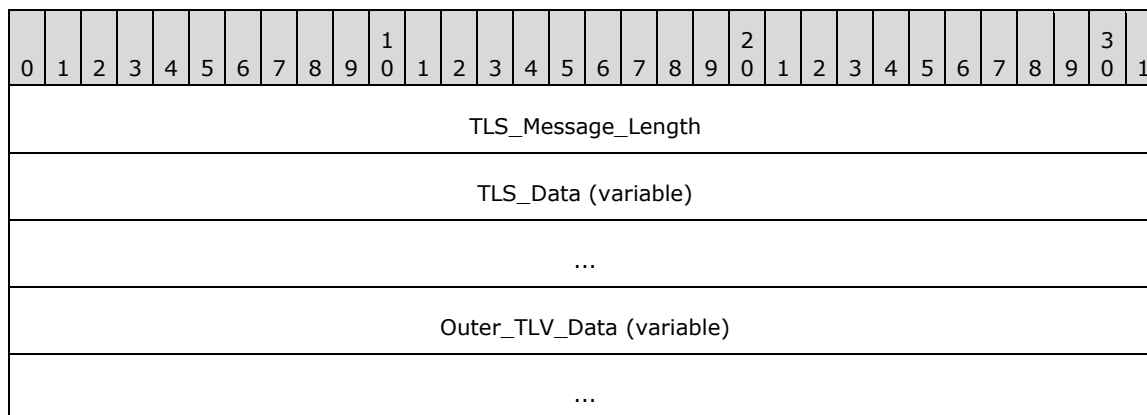 1 2 3
0 1 2 3 4 5 6 7 8 9 0 1 2 3 4 5 6 7 8 9 0 1 2 3 4 5 6 7 8 9 0 1
TLS_Message_Length
TLS_Data (variable)
...
Outer_TLV_Data (variable)
...